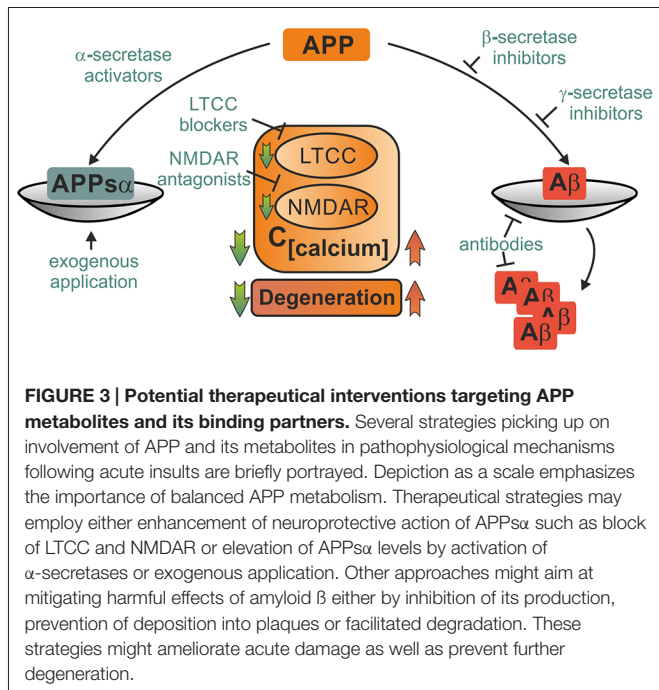 APP
α-secretase
activators
β-secretase
inhibitors
γ-secretase
inhibitors
LTCC
blockers
NMDAR
antagonists
LTCC
NMDAR
C[calcium]
Degeneration
APPsα
exogenous
application
Aβ
antibodies
Aβ
Aβ
Aβ
Aβ
FIGURE 3 | Potential therapeutical interventions targeting APP
metabolites and its binding partners. Several strategies picking up on
involvement of APP and its metabolites in pathophysiological mechanisms
following acute insults are briefly portrayed. Depiction as a scale emphasizes
the importance of balanced APP metabolism. Therapeutical strategies may
employ either enhancement of neuroprotective action of APPsα such as block
of LTCC and NMDAR or elevation of APPsα levels by activation of
α-secretases or exogenous application. Other approaches might aim at
mitigating harmful effects of amyloid ß either by inhibition of its production,
prevention of deposition into plaques or facilitated degradation. These
strategies might ameliorate acute damage as well as prevent further
degeneration.